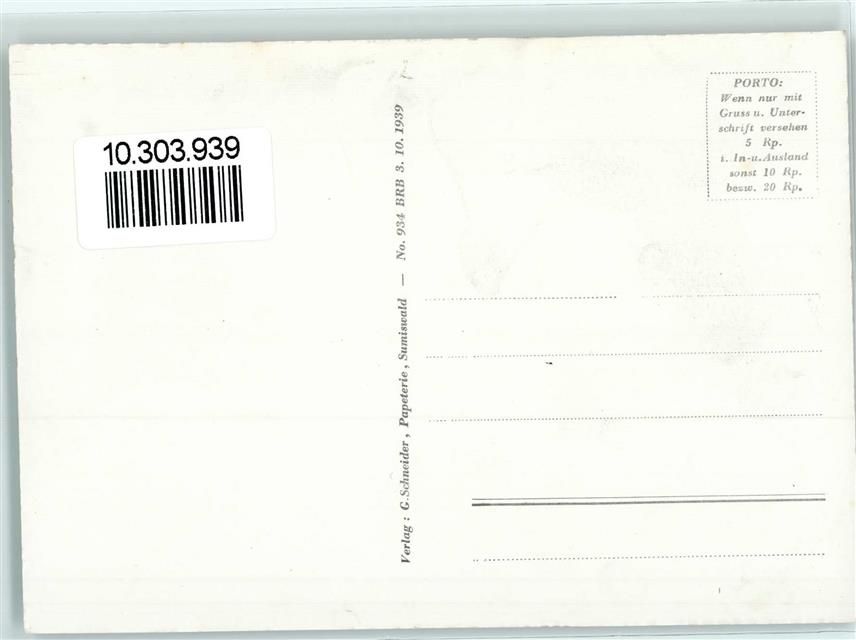 10.303.939
Verlag : G.Schneider , Papeterie , Sumiswald — No. 934 BRB 3. 10. 1939
PORTO:
Wenn nur mit
Gruss u. Unter-
schrift versehen
5 Rp.
i. In-u.Ausland
sonst 10 Rp.
bezw. 20 Rp.